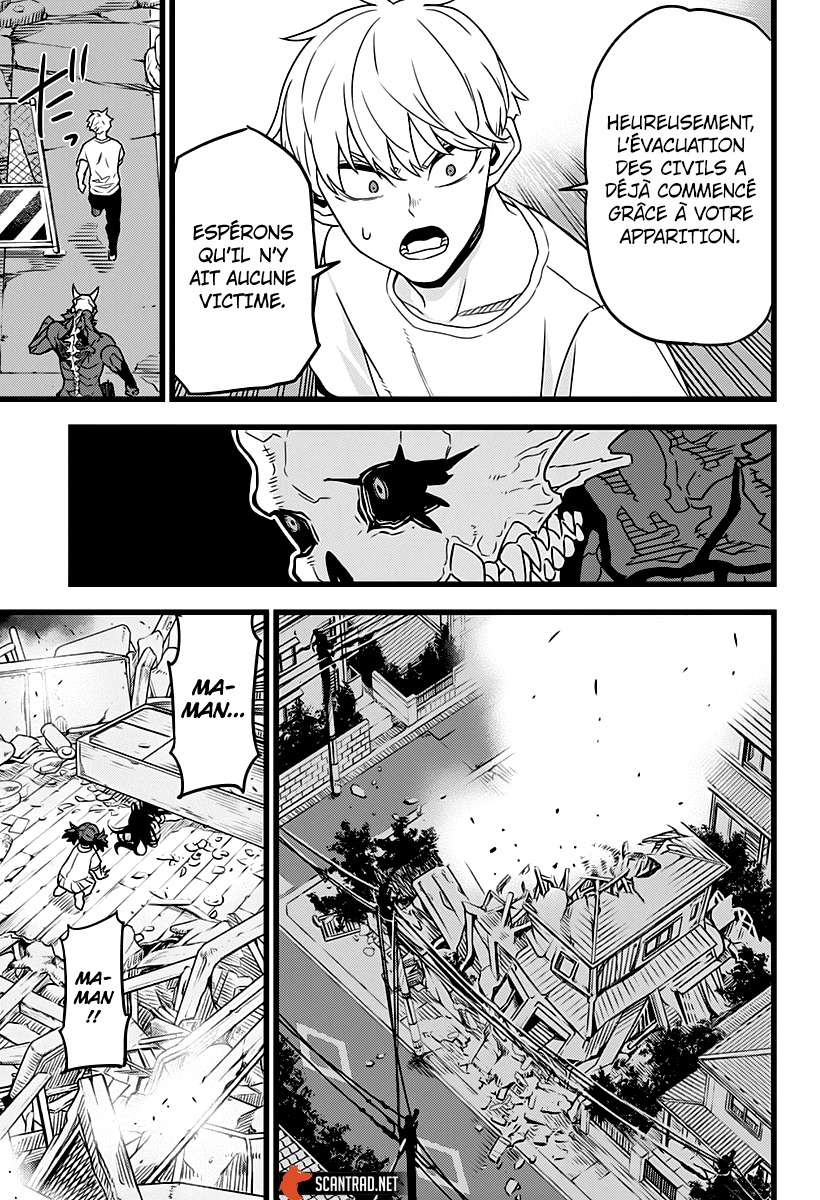 HEUREUSEMENT,
L'ÉVACUATION
DES CIVILS A
DÉJÀ COMMENCÉ
GRÂCE À VOTRE
APPARITION.
ESPÉRONS
QU'IL N'Y
AIT AUCUNE
VICTIME.
MA-
MAN...
MA-
MAN
!!
SCANTRAD.NET